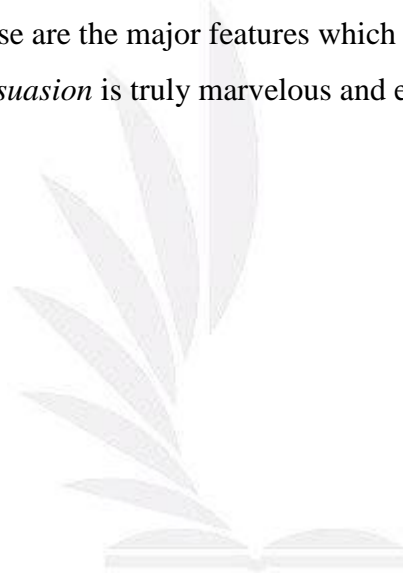 se are the major features which
suasion is truly marvelous and e